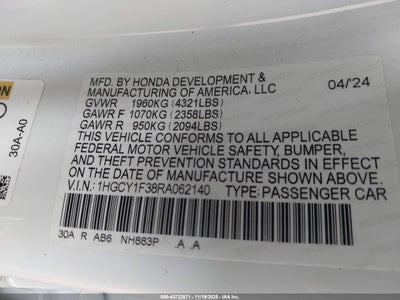 MFD. BY HONDA DEVELOPMENT &
MANUFACTURING OF AMERICA, LLC
04/24
GVWR 1960KG (4321LBS)
GAWR F 1070KG (2358LBS)
GAWR R 950KG (2094LBS)
THIS VEHICLE CONFORMS TO ALL APPLICABLE
FEDERAL MOTOR VEHICLE SAFETY, BUMPER,
AND THEFT PREVENTION STANDARDS IN EFFECT
ON THE DATE OF MANUFACTURE SHOWN ABOVE.
V.I.N.: 1HGCY1F38RA062140 TYPE: PASSENGER CAR
30A R AB6 NH883P A A
30A-A0
ON